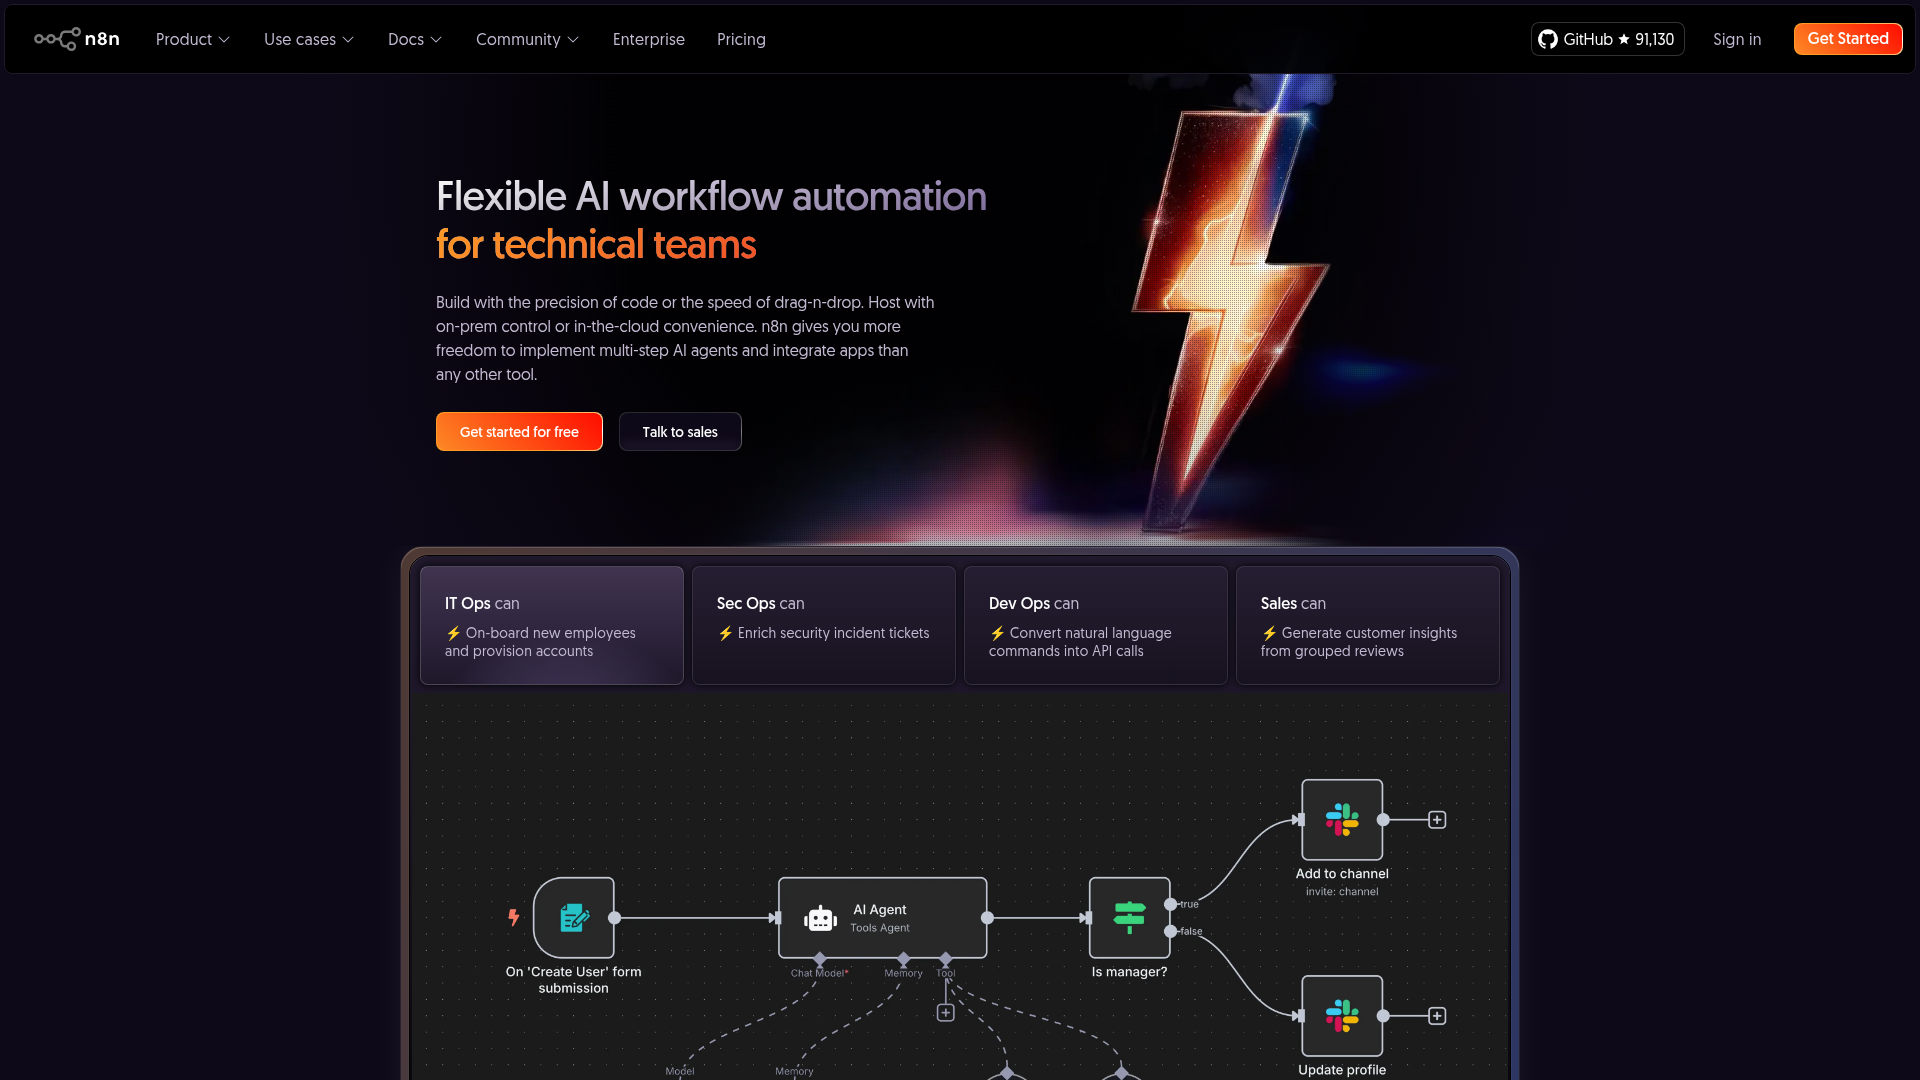 n8n
Product
Use cases
Docs
Community
Enterprise
Pricing
GitHub ★ 91,130
Sign in
Get Started
Flexible AI workflow automation
for technical teams
Build with the precision of code or the speed of drag-n-drop. Host with
on-prem control or in-the-cloud convenience. n8n gives you more
freedom to implement multi-step AI agents and integrate apps than
any other tool.
Get started for free
Talk to sales
IT Ops can
⚡ On-board new employees
and provision accounts
Sec Ops can
⚡ Enrich security incident tickets
Dev Ops can
⚡ Convert natural language
commands into API calls
Sales can
⚡ Generate customer insights
from grouped reviews
On 'Create User' form
submission
AI Agent
Tools Agent
Chat Model*
Memory
Tool
Is manager?
true
false
Add to channel
invite: channel
Update profile
Model
Memory